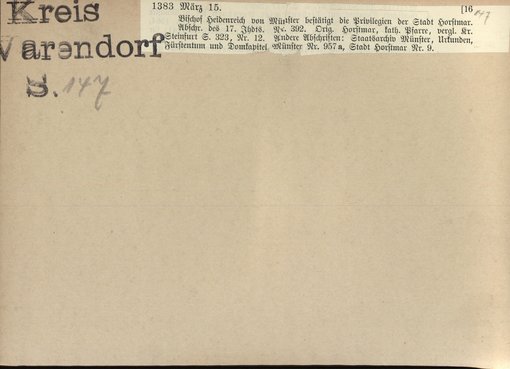 Kreis
Warendorf
S. 147
1383 März 15. [16
147
Bischof Heidenreich von Münster bestätigt die Privilegien der Stadt Horstmar.
Abschr. des 17. Jhdts. Nr. 392. Orig. Horstmar, kath. Pfarre, vergl. Kr.
Steinfurt S. 323, Nr. 12. Andere Abschriften: Staatsarchiv Münster, Urkunden,
Fürstentum und Domkapitel Münster Nr. 957a, Stadt Horstmar Nr. 9.